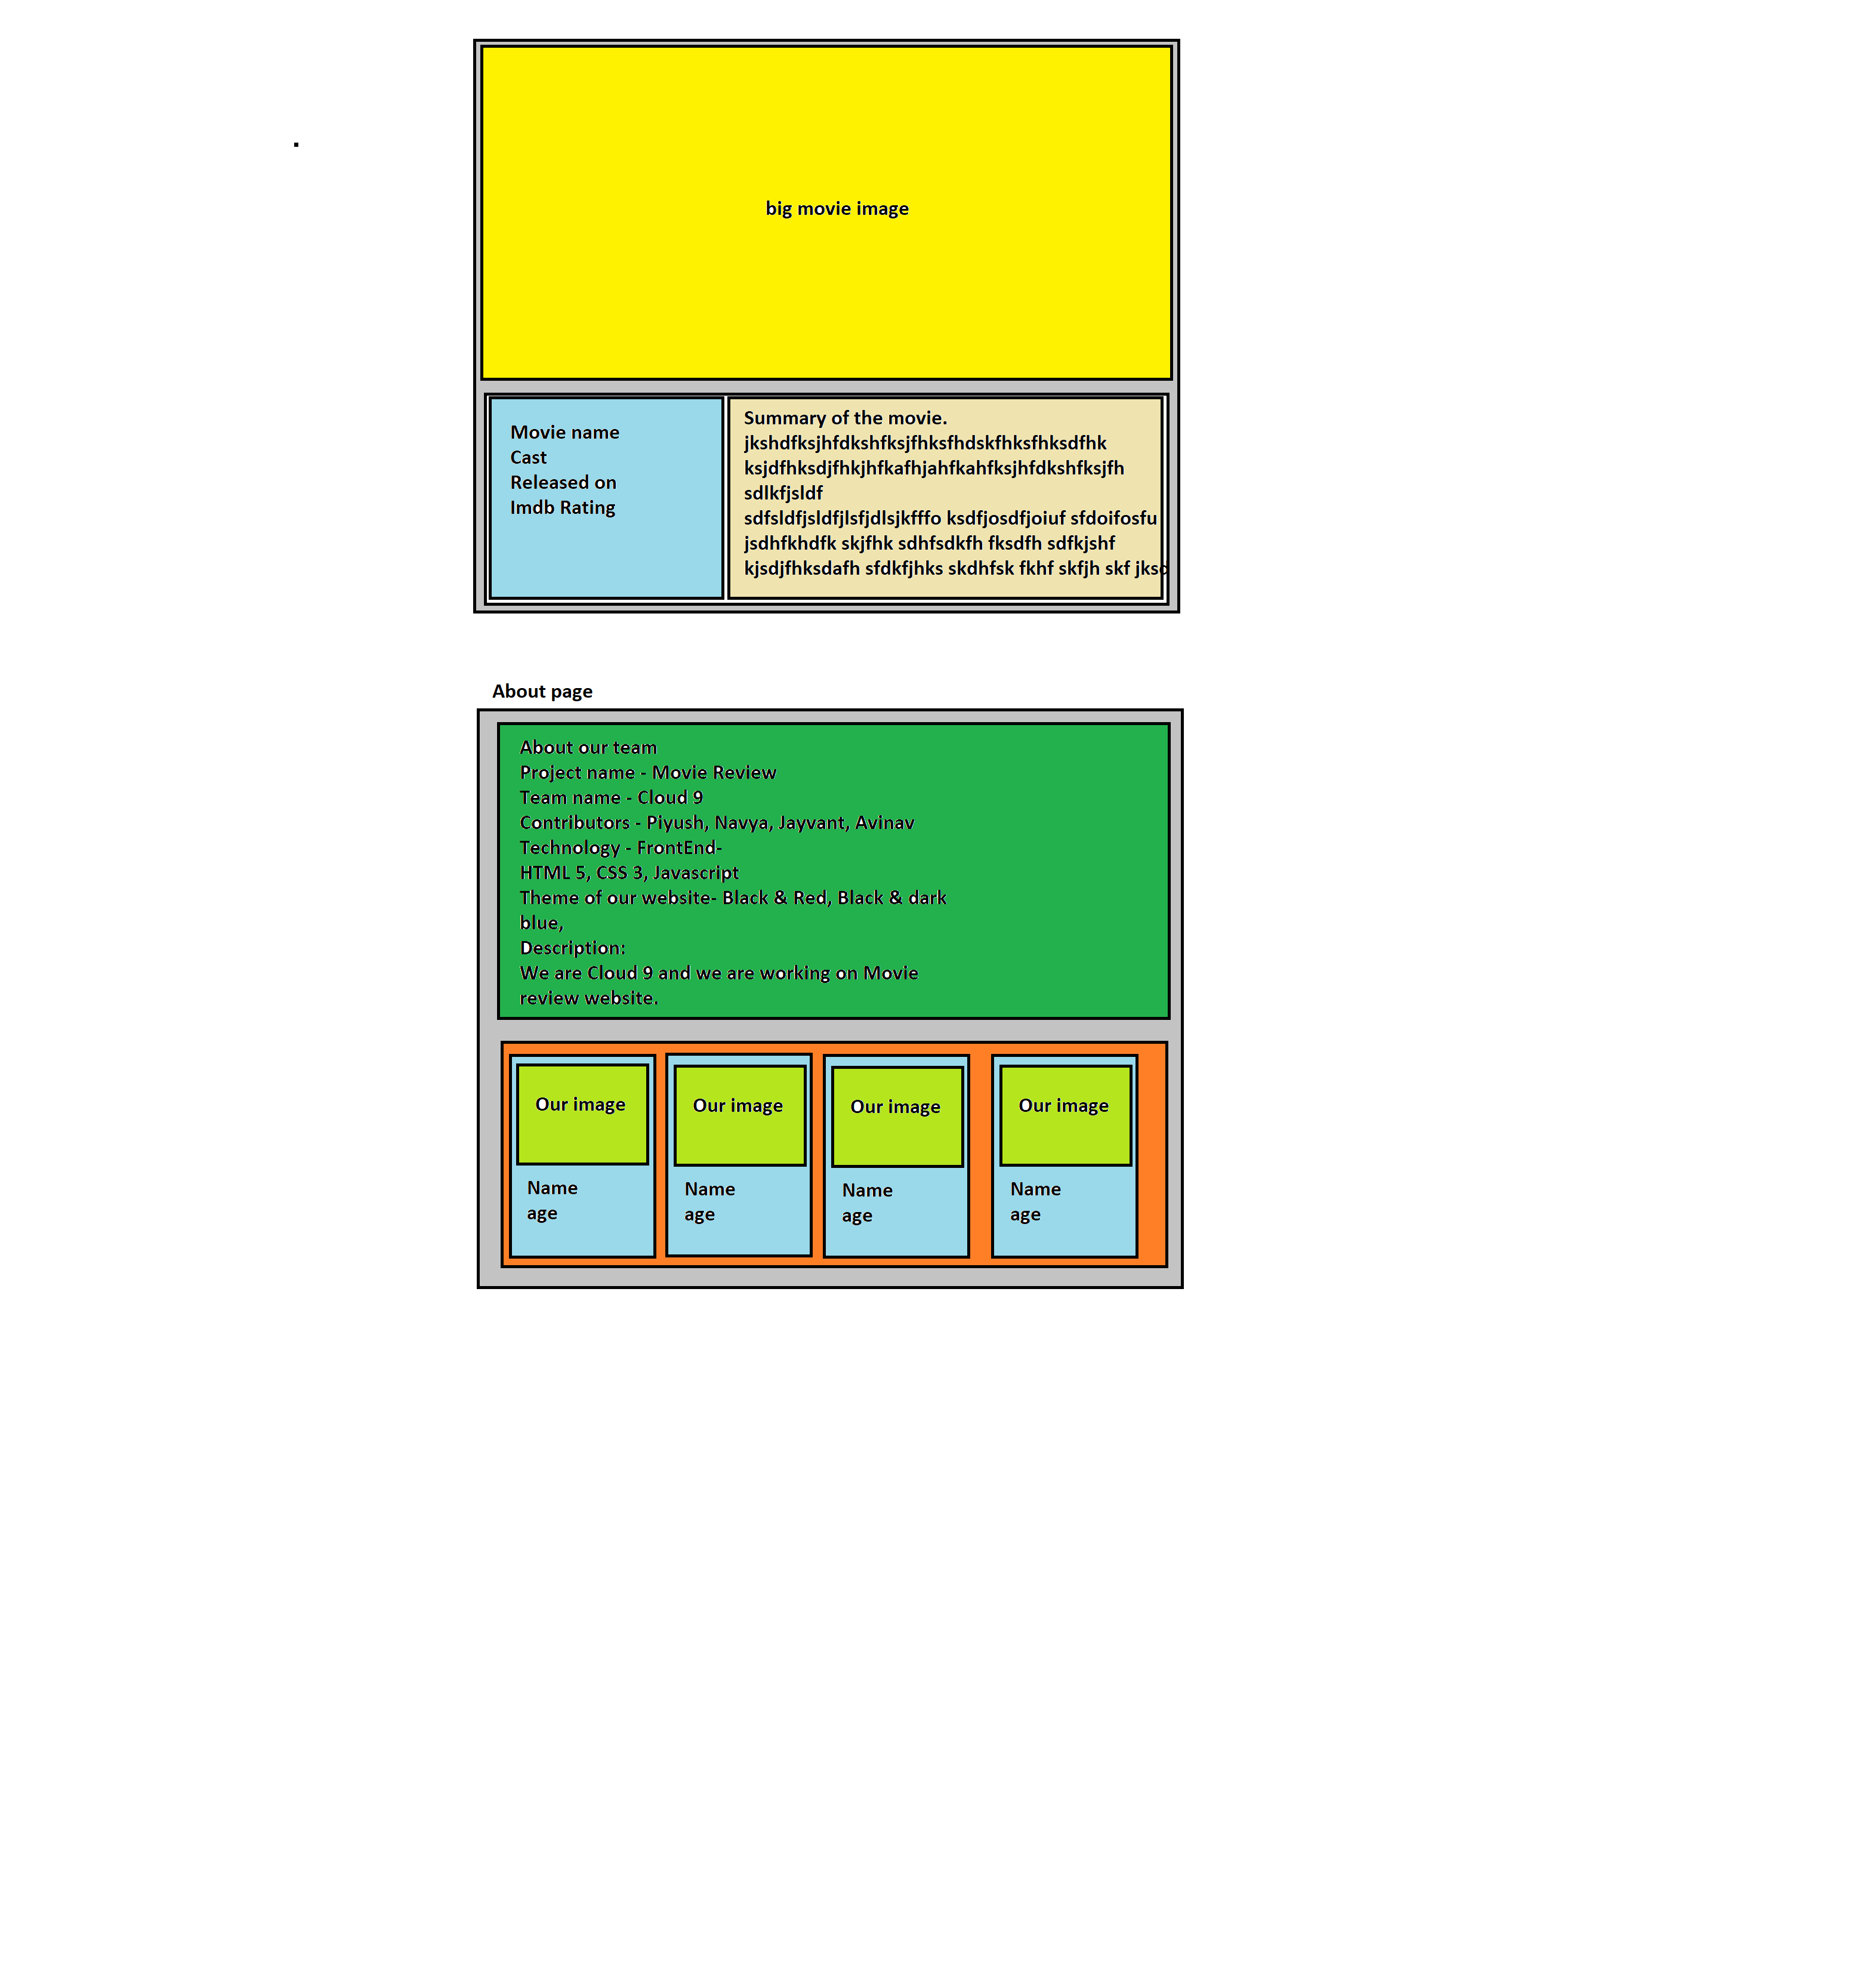 big movie image
Movie name
Cast
Released on
Imdb Rating
Summary of the movie.
jkshdfksjhfdkshfksjfhksfhdskfhksfhksdfhk
ksjdfhksdjfhkjhfkafhjahfkahfksjhfdkshfksjfh
sdlkfjsldf
sdfsldfjsldfjlsfjdlsjkfffo ksdfjosdfjoiuf sfdoifosfu
jsdhfkhdfk skjfhk sdhfsdkfh fksdfh sdfkjshf
kjsdjfhksdafh sfdkfjhks skdhfsk fkhf skfjh skf
About page
About our team
Project name - Movie Review
Team name - Cloud 9
Contributors - Piyush, Navya, Jayvant, Avinav
Technology - FrontEnd-
HTML 5, CSS 3, Javascript
Theme of our website- Black & Red, Black & dark
blue,
Description:
We are Cloud 9 and we are working on Movie
review website.
Our image
Name
age
Our image
Name
age
Our image
Name
age
Our image
Name
age